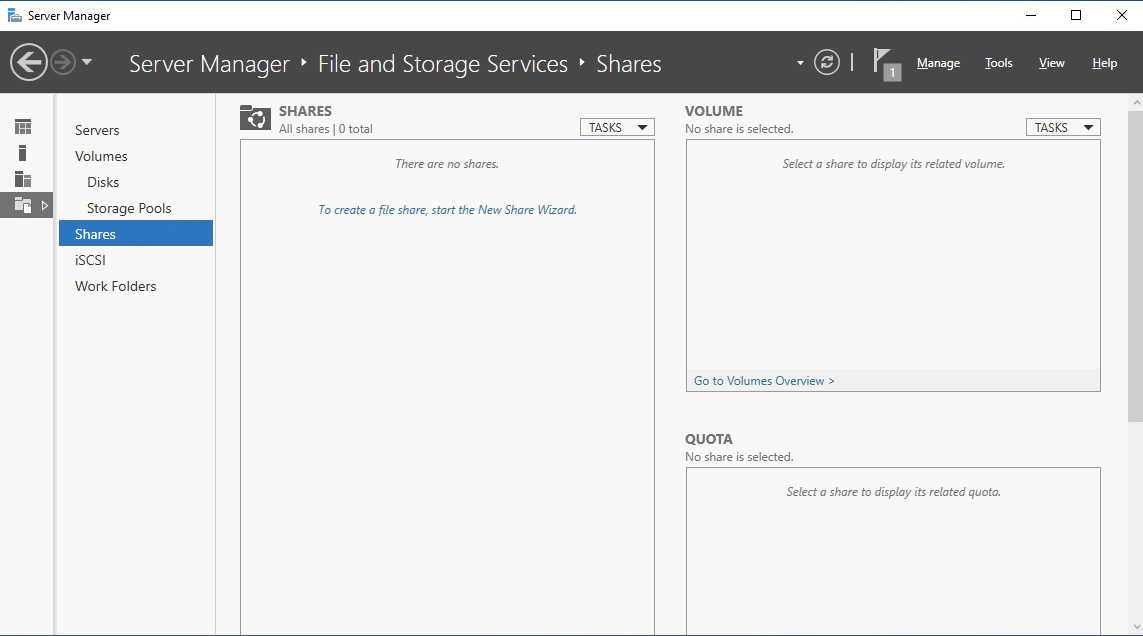 Server Manager
Server Manager ‣ File and Storage Services ‣ Shares
1
Manage
Tools
View
Help
Servers
Volumes
Disks
Storage Pools
Shares
iSCSI
Work Folders
SHARES
All shares | 0 total
TASKS
There are no shares.
To create a file share, start the New Share Wizard.
VOLUME
No share is selected.
TASKS
Select a share to display its related volume.
Go to Volumes Overview >
QUOTA
No share is selected.
Select a share to display its related quota.